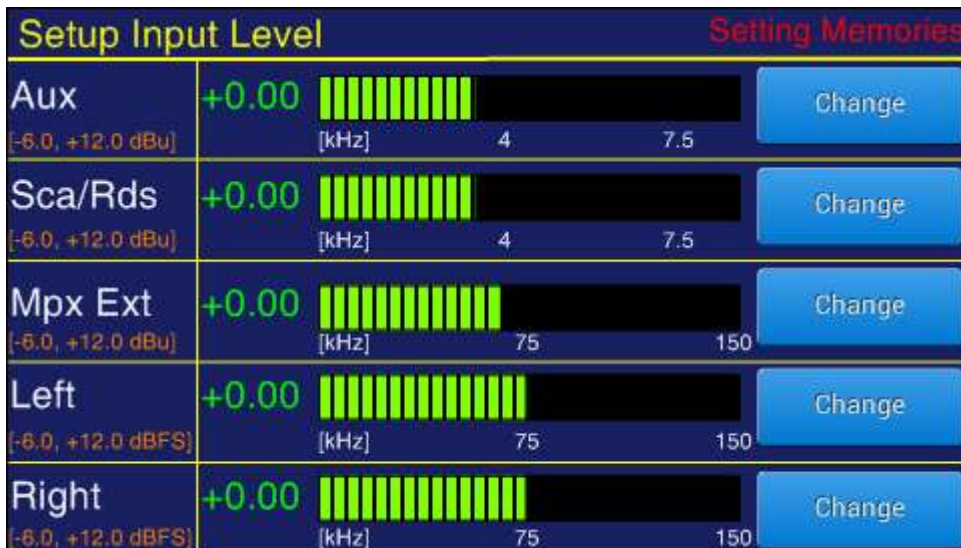 Setup Input Level Setting Memories
Aux +0.00 Change
[-6.0, +12.0 dBu] [kHz] 4 7.5
Sca/Rds +0.00 Change
[-6.0, +12.0 dBu] [kHz] 4 7.5
Mpx Ext +0.00 Change
[-6.0, +12.0 dBu] [kHz] 75 150
Left +0.00 Change
[-6.0, +12.0 dBFS] [kHz] 75 150
Right +0.00 Change
[-6.0, +12.0 dBFS] [kHz] 75 150